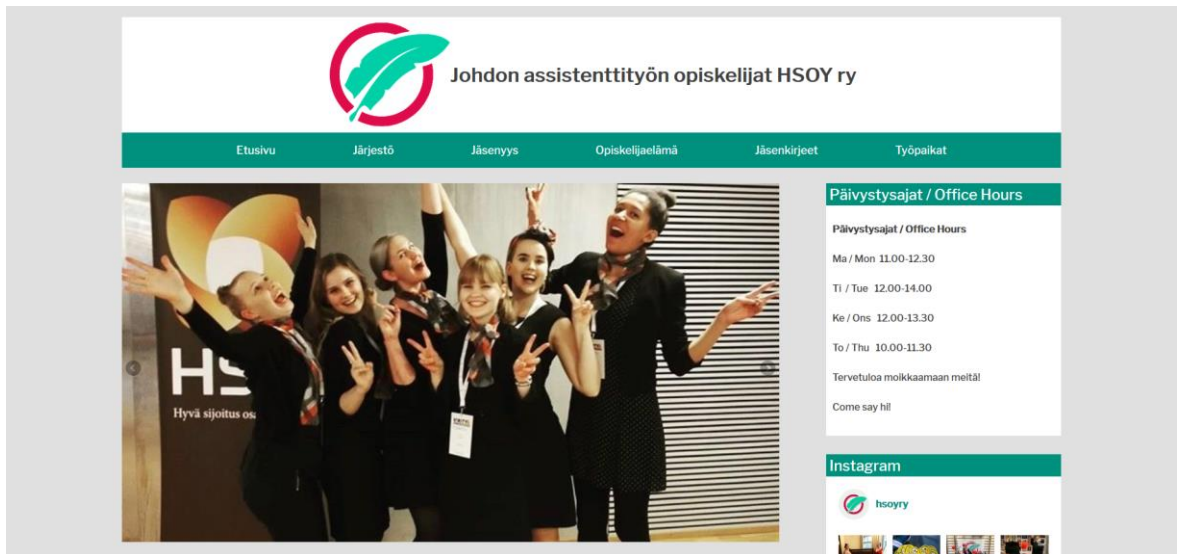 Johdon assistenttityön opiskelijat HSOY ry
Etusivu Järjestö Jäsenyys Opiskelijaelämä Jäsenkirjeet Työpaikat
HS
Hyvä sijoitus
Päivystysajat / Office Hours
Päivystysajat / Office Hours
Ma / Mon 11.00-12.30
Ti / Tue 12.00-14.00
Ke / Ons 12.00-13.30
To / Thu 10.00-11.30
Tervetuloa moikkaamaan meitä!
Come say hi!
Instagram
hsoyry